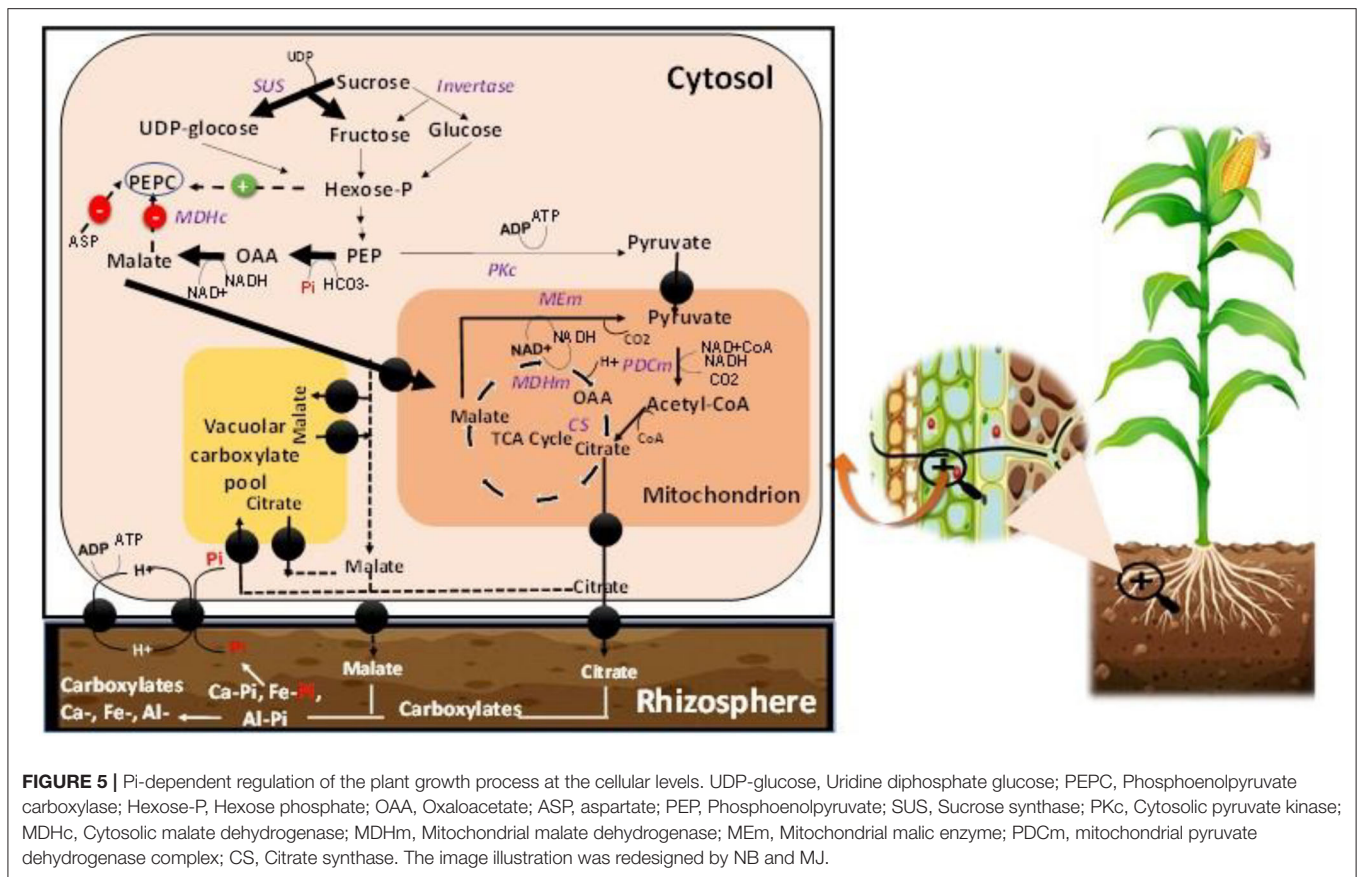 UDP
SUS
Sucrose
Invertase
Cytosol
UDP-glocose
Fructose
Glucose
PEPC
+
Hexose-P
-
-
MDHc
ASP
Malate
OAA
PEP
ADP
ATP
Pyruvate
NAD+
NADH
Pi
HCO3-
PKc
MEm
Pyruvate
NADH
CO2
NAD+
H+
PDCm
NAD+CoA
NADH
CO2
MDHm
OAA
Malate
Acetyl-CoA
CS
TCA Cycle
Citrate
CoA
Mitochondrion
Malate
Vacuolar
carboxylate
pool
Citrate
ADP
ATP
H+
Pi
Malate
Citrate
H+
Pi
Malate
Citrate
Carboxylates
Ca-Pi, Fe-Pi,
Rhizosphere
Ca-, Fe-, Al-
Al-Pi
Carboxylates
FIGURE 5 | Pi-dependent regulation of the plant growth process at the cellular levels. UDP-glucose, Uridine diphosphate glucose; PEPC, Phosphoenolpyruvate
carboxylase; Hexose-P, Hexose phosphate; OAA, Oxaloacetate; ASP, aspartate; PEP, Phosphoenolpyruvate; SUS, Sucrose synthase; PKc, Cytosolic pyruvate kinase;
MDHc, Cytosolic malate dehydrogenase; MDHm, Mitochondrial malate dehydrogenase; MEm, Mitochondrial malic enzyme; PDCm, mitochondrial pyruvate
dehydrogenase complex; CS, Citrate synthase. The image illustration was redesigned by NB and MJ.